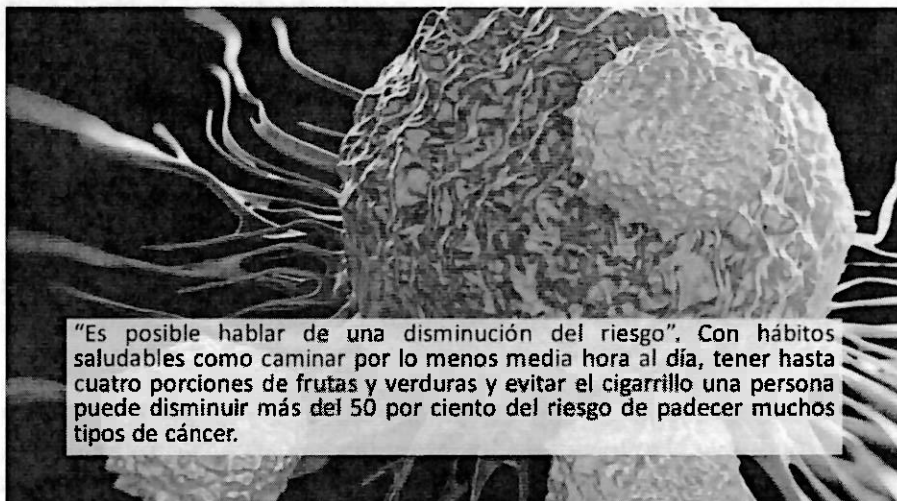 “Es posible hablar de una disminución del riesgo”. Con hábitos
saludables como caminar por lo menos media hora al día, tener hasta
cuatro porciones de frutas y verduras y evitar el cigarrillo una persona
puede disminuir más del 50 por ciento del riesgo de padecer muchos
tipos de cáncer.